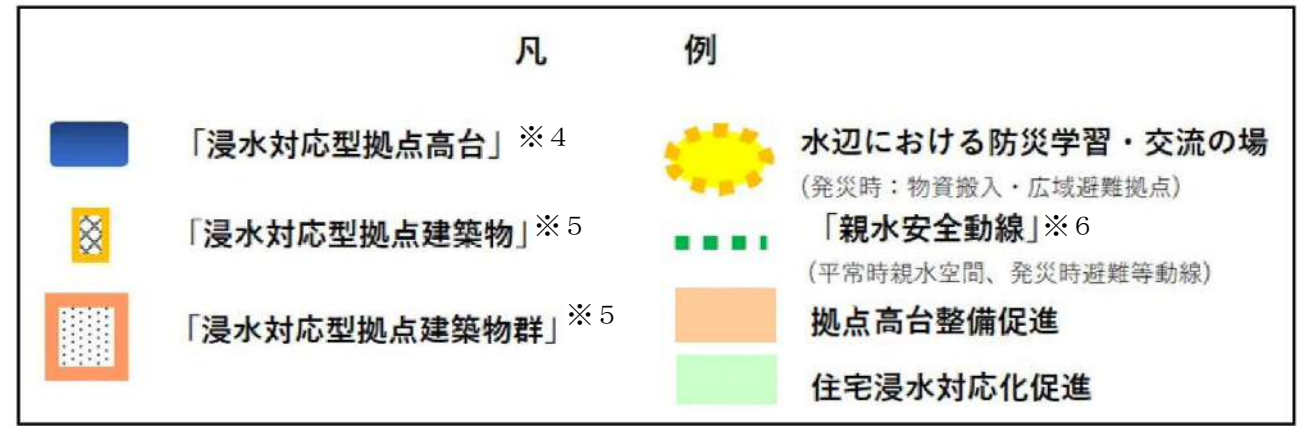 凡 例
「浸水対応型拠点高台」※4
「浸水対応型拠点建築物」※5
「浸水対応型拠点建築物群」※5
水辺における防災学習・交流の場
(発災時：物資搬入・広域避難拠点)
「親水安全動線」※6
(平常時親水空間、発災時避難等動線)
拠点高台整備促進
住宅浸水対応化促進